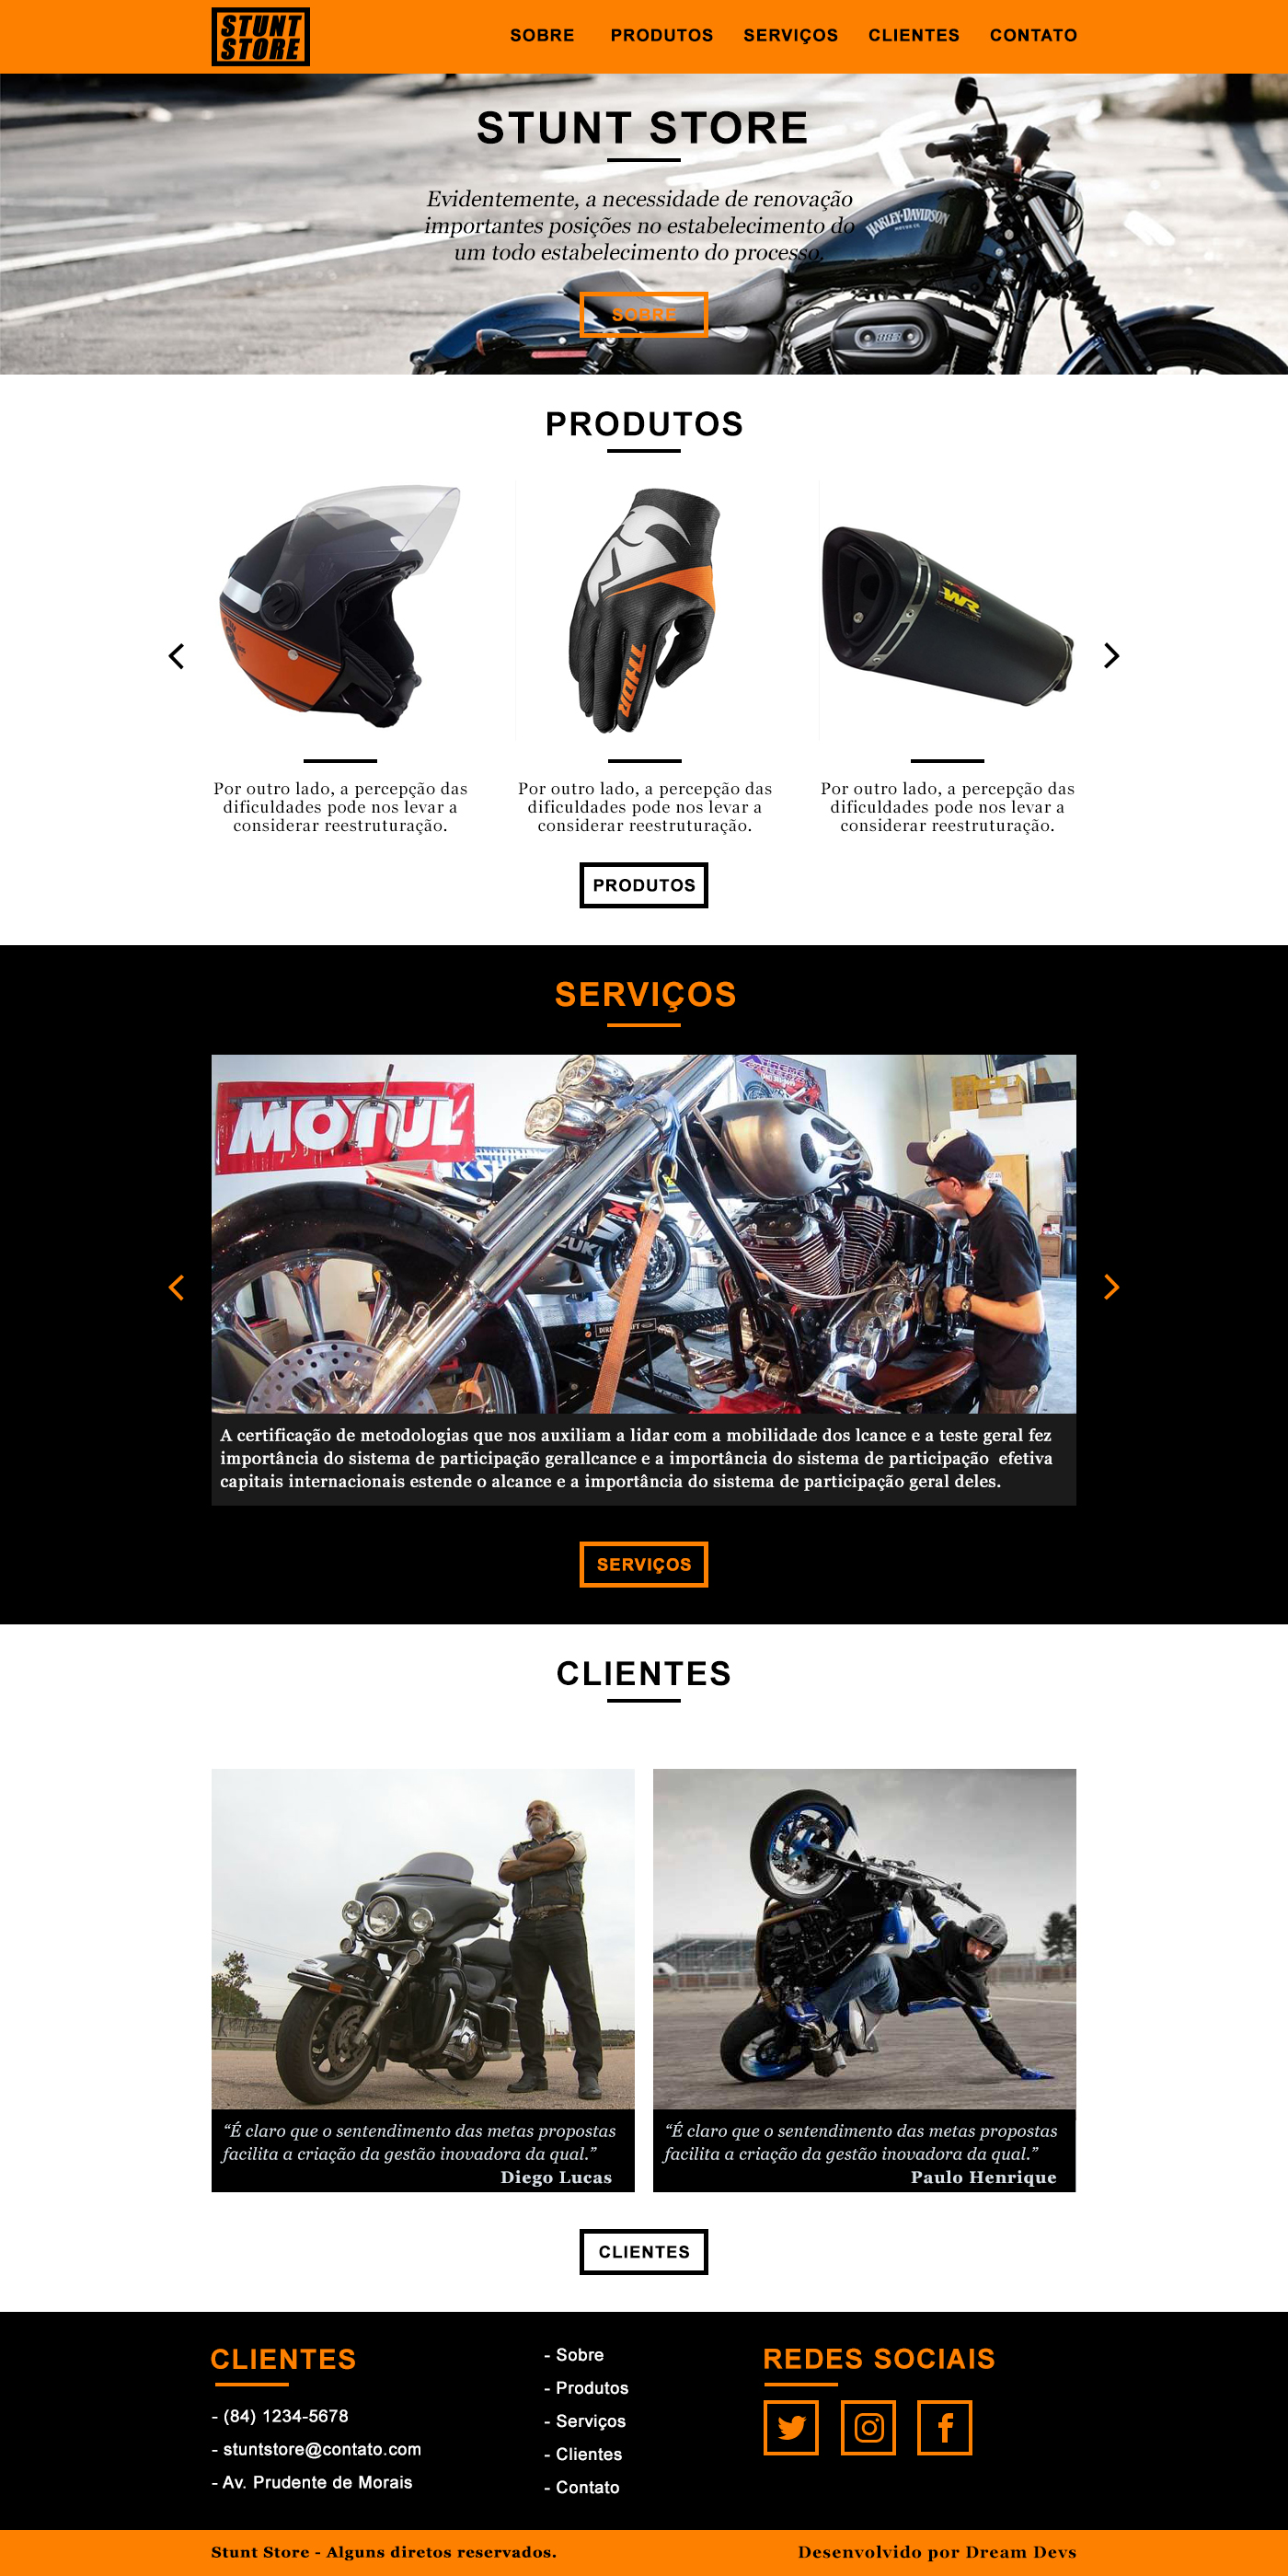 STUNT
STORE
SOBRE PRODUTOS SERVIÇOS CLIENTES CONTATO
STUNT STORE
Evidentemente, a necessidade de renovação
importantes posições no estabelecimento do
um todo estabelecimento do processo.
HARLEY-DAVIDSON
MOTOR CO.
883
SOBRE
PRODUTOS
THOR
WR
Por outro lado, a percepção das
dificuldades pode nos levar a
considerar reestruturação.
Por outro lado, a percepção das
dificuldades pode nos levar a
considerar reestruturação.
Por outro lado, a percepção das
dificuldades pode nos levar a
considerar reestruturação.
PRODUTOS
SERVIÇOS
MOTUL
A certificação de metodologias que nos auxiliam a lidar com a mobilidade dos lcance e a teste geral fez
importância do sistema de participação gerallcance e a importância do sistema de participação  efetiva
capitais internacionais estende o alcance e a importância do sistema de participação geral deles.
SERVIÇOS
CLIENTES
“É claro que o sentendimento das metas propostas
facilita a criação da gestão inovadora da qual.”
Diego Lucas
“É claro que o sentendimento das metas propostas
facilita a criação da gestão inovadora da qual.”
Paulo Henrique
CLIENTES
CLIENTES
- (84) 1234-5678
- stuntstore@contato.com
- Av. Prudente de Morais
- Sobre
- Produtos
- Serviços
- Clientes
- Contato
REDES SOCIAIS
Stunt Store - Alguns diretos reservados.
Desenvolvido por Dream Devs